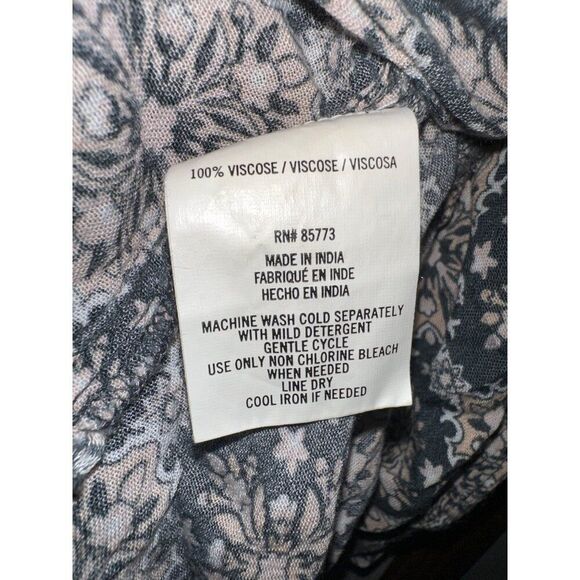 100% VISCOSE / VISCOSE / VISCOSA
RN# 85773
MADE IN INDIA
FABRIQUÉ EN INDE
HECHO EN INDIA
MACHINE WASH COLD SEPARATELY
WITH MILD DETERGENT
GENTLE CYCLE
USE ONLY NON CHLORINE BLEACH
WHEN NEEDED
LINE DRY
COOL IRON IF NEEDED